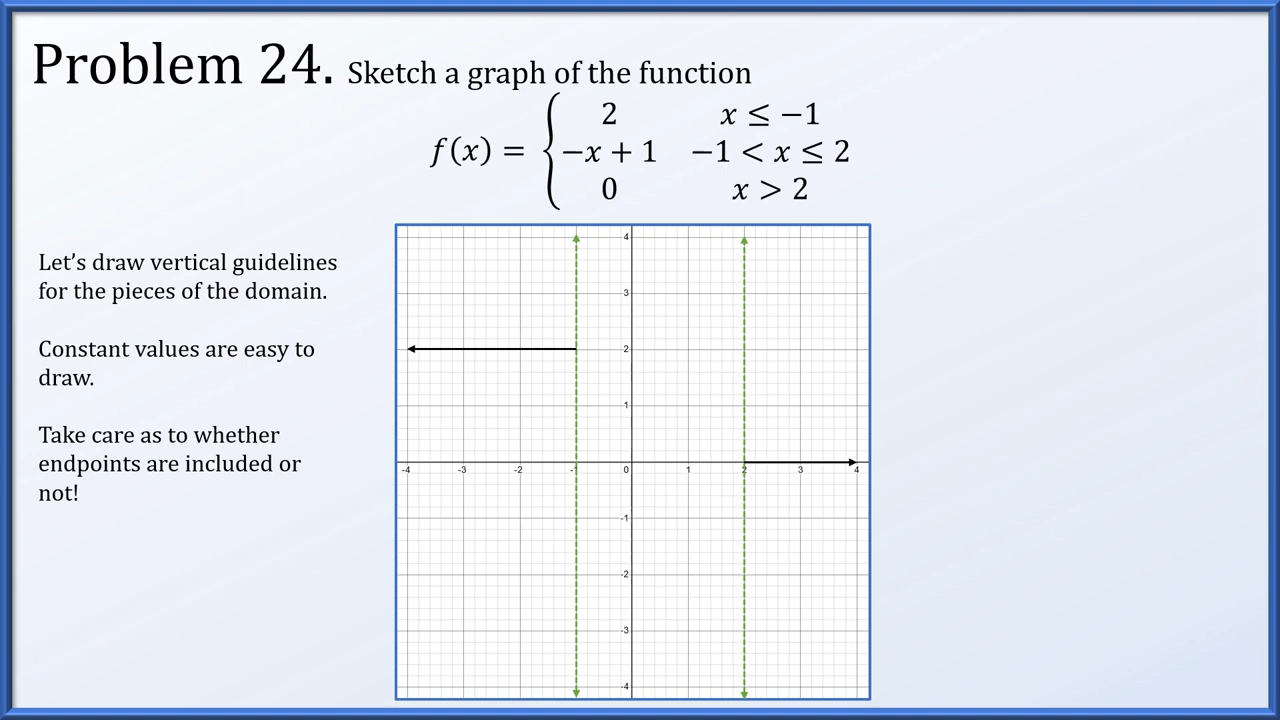 Problem 24. Sketch a graph of the function
2 x ≤ −1
f(x) = { −x + 1 −1 < x ≤ 2
0 x > 2
Let’s draw vertical guidelines
for the pieces of the domain.
Constant values are easy to
draw.
Take care as to whether
endpoints are included or
not!
4
3
2
1
-4 -3 -2 -1 0 1 2 3 4
-1
-2
-3
-4